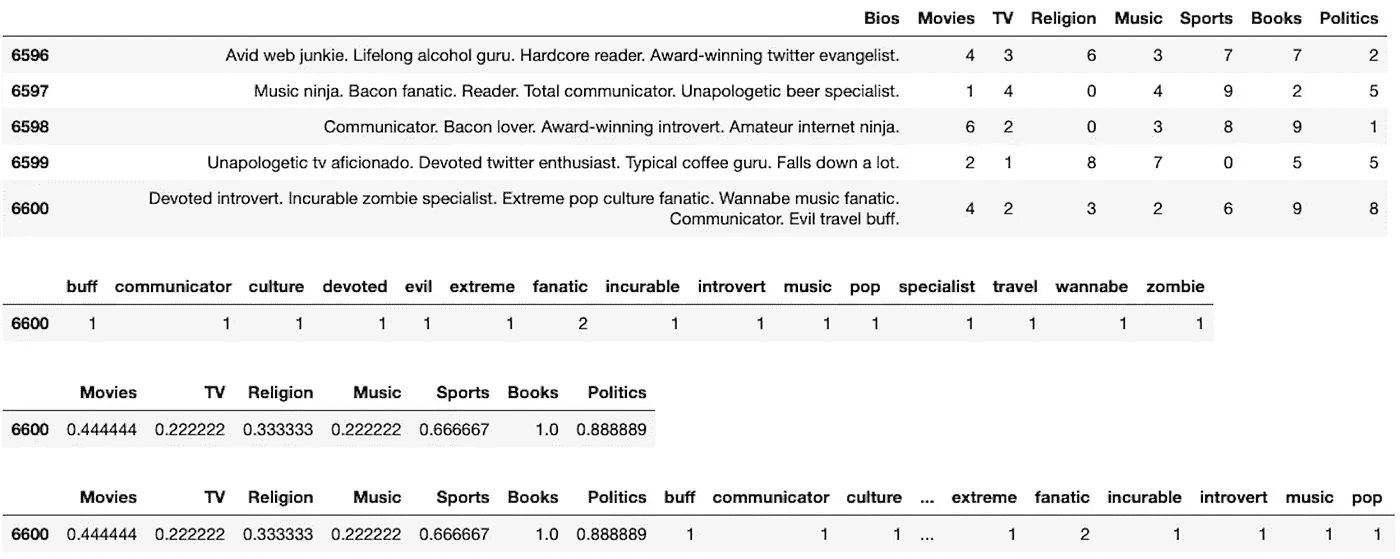 Bios Movies TV Religion Music Sports Books Politics
6596 Avid web junkie. Lifelong alcohol guru. Hardcore reader. Award-winning twitter evangelist. 4 3 6 3 7 7 2
6597 Music ninja. Bacon fanatic. Reader. Total communicator. Unapologetic beer specialist. 1 4 0 4 9 2 5
6598 Communicator. Bacon lover. Award-winning introvert. Amateur internet ninja. 6 2 0 3 8 9 1
6599 Unapologetic tv aficionado. Devoted twitter enthusiast. Typical coffee guru. Falls down a lot. 2 1 8 7 0 5 5
6600 Devoted introvert. Incurable zombie specialist. Extreme pop culture fanatic. Wannabe music fanatic. 4 2 3 2 6 9 8
Communicator. Evil travel buff.
buff communicator culture devoted evil extreme fanatic incurable introvert music pop specialist travel wannabe zombie
6600 1 1 1 1 1 1 2 1 1 1 1 1 1 1 1
Movies TV Religion Music Sports Books Politics
6600 0.444444 0.222222 0.333333 0.222222 0.666667 1.0 0.888889
Movies TV Religion Music Sports Books Politics buff communicator culture ... extreme fanatic incurable introvert music pop
6600 0.444444 0.222222 0.333333 0.222222 0.666667 1.0 0.888889 1 1 1 ... 1 2 1 1 1 1